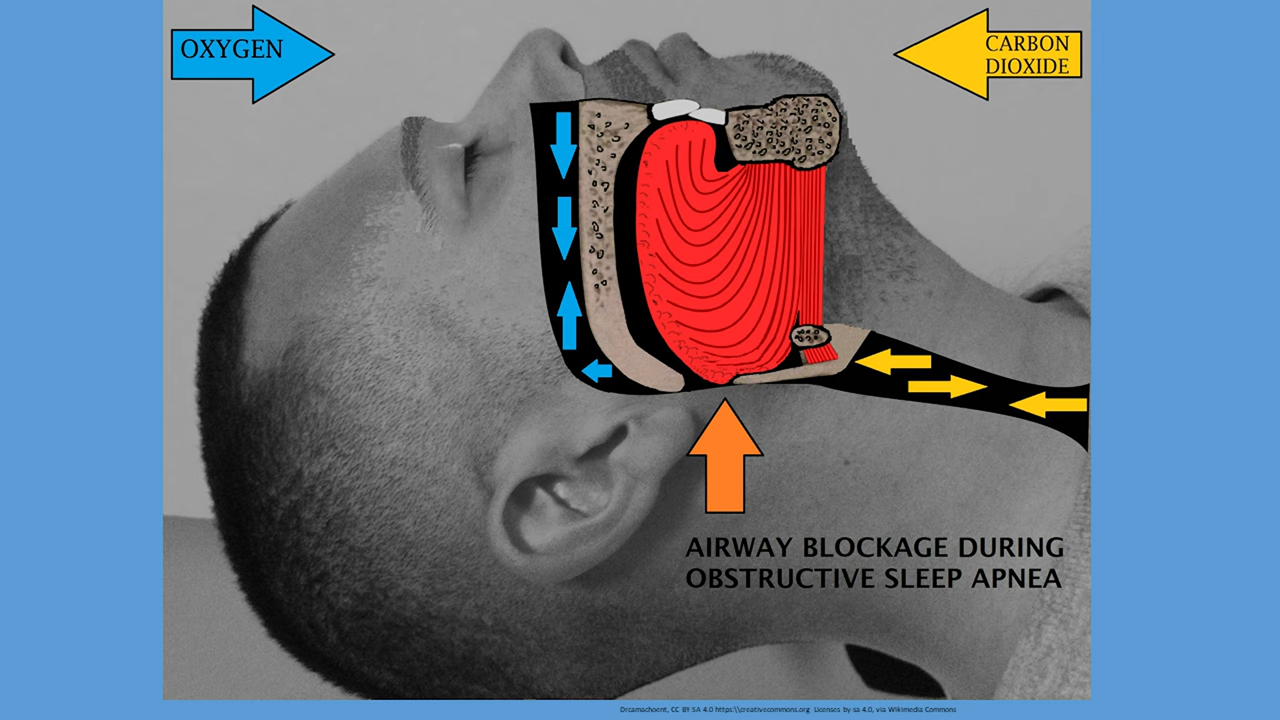 OXYGEN
CARBON
DIOXIDE
AIRWAY BLOCKAGE DURING
OBSTRUCTIVE SLEEP APNEA
Drcamachoent, CC BY SA 4.0 https:\\creativecommons.org Licenses by-sa 4.0, via Wikimedia Commons